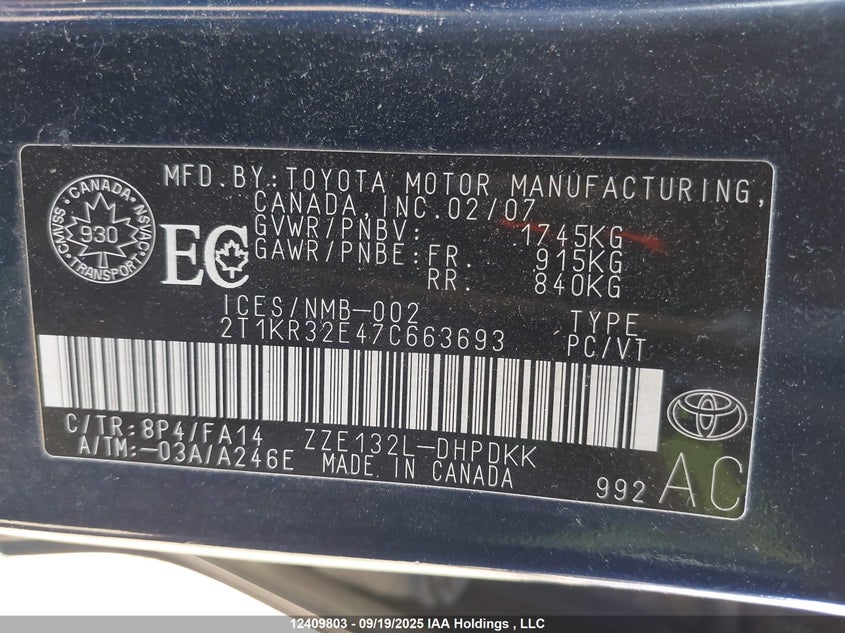 MFD.BY:TOYOTA MOTOR MANUFACTURING,
CANADA,INC.02/07
GVWR/PNBV: 1745KG
GAWR/PNBE:FR. 915KG
RR. 840KG
CANADA
CMVSS
NSVAC
930
TRANSPORT
EC
ICES/NMB-002 TYPE
2T1KR32E47C663693 PC/VT
C/TR:8P4/FA14 ZZE132L-DHPDKK
A/TM:-03A/A246E MADE IN CANADA
992 AC
12409803 - 09/19/2025 IAA Holdings , LLC